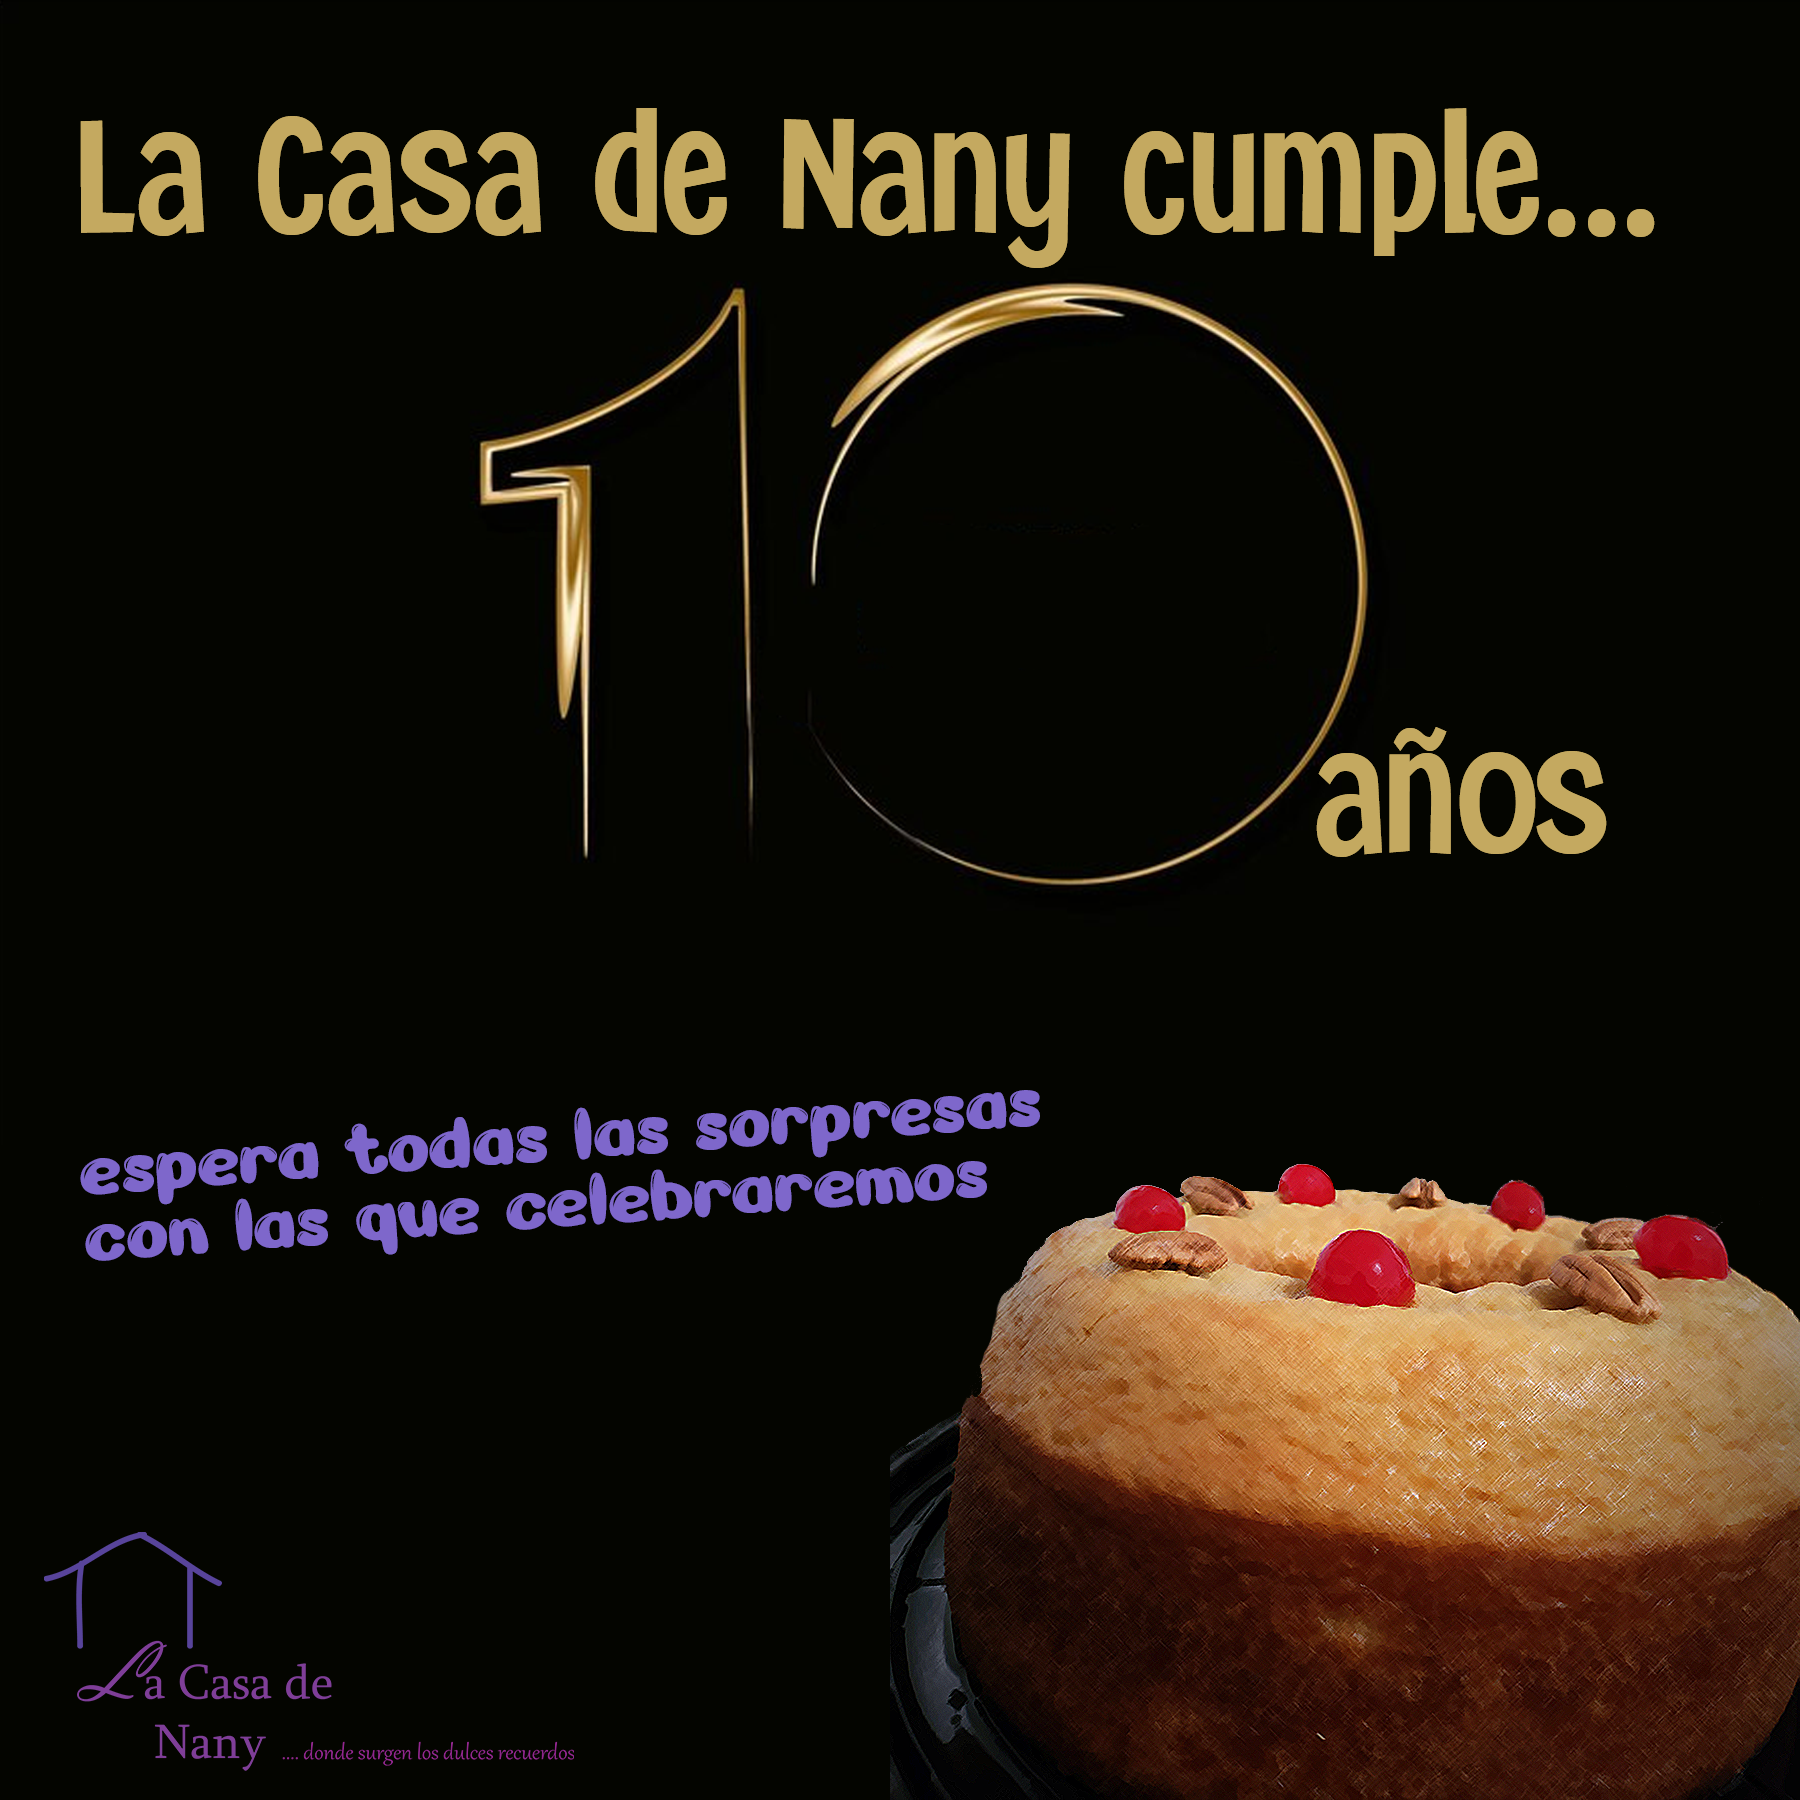 La Casa de Nany cumple...
10
años
espera todas las sorpresas
con las que celebraremos
La Casa de
Nany .... donde surgen los dulces recuerdos